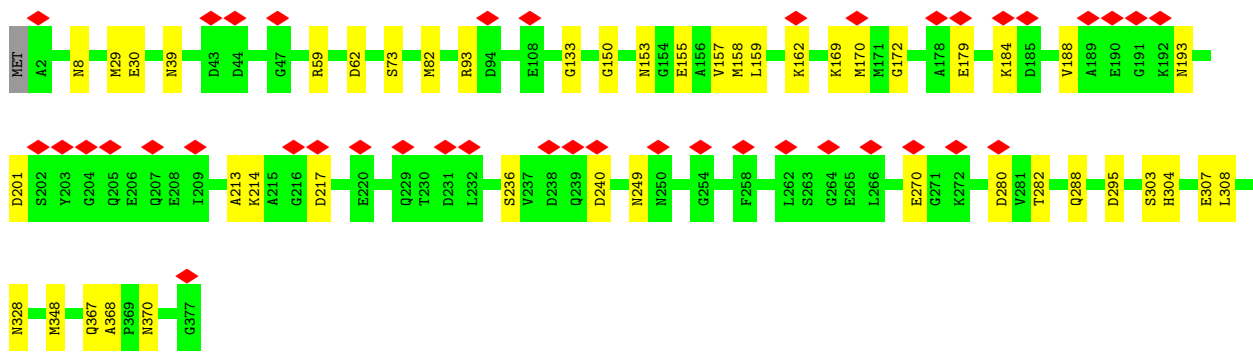 MET A2 N8 M29 E30 N39 D43 D44 G47 R59 D62 S73 M82 R93 D94 E108 G133 G150 N153 G154 E155 A156 V157 M158 L159 K162 K169 M170 M171 G172 A178 E179 K184 D185 V188 A189 E190 G191 K192 N193
D201 S202 Y203 G204 Q205 E206 Q207 E208 I209 A213 K214 A215 G216 D217 E220 Q229 T230 D231 L232 S236 V237 D238 Q239 D240 N249 N250 G254 F258 L262 S263 G264 E265 L266 E270 G271 K272 D280 V281 T282 Q288 D295 S303 H304 E307 L308
N328 M348 Q367 A368 P369 N370 G377